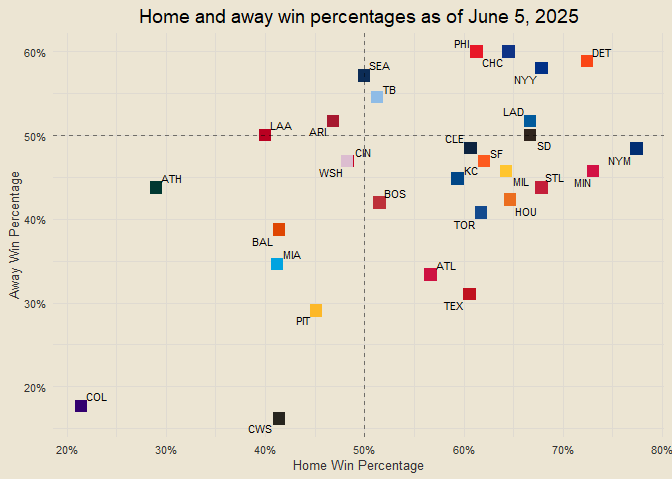 Home and away win percentages as of June 5, 2025
60%
PHI
CHC
DET
SEA
NYY
TB
LAD
50%
LAA
ARI
SD
CLE
CIN
SF
NYM
WSH
KC
ATH
MIL
STL
MIN
BOS
40%
TOR
HOU
BAL
MIA
ATL
30%
TEX
PIT
20%
COL
CWS
Away Win Percentage
20% 30% 40% 50% 60% 70% 80%
Home Win Percentage